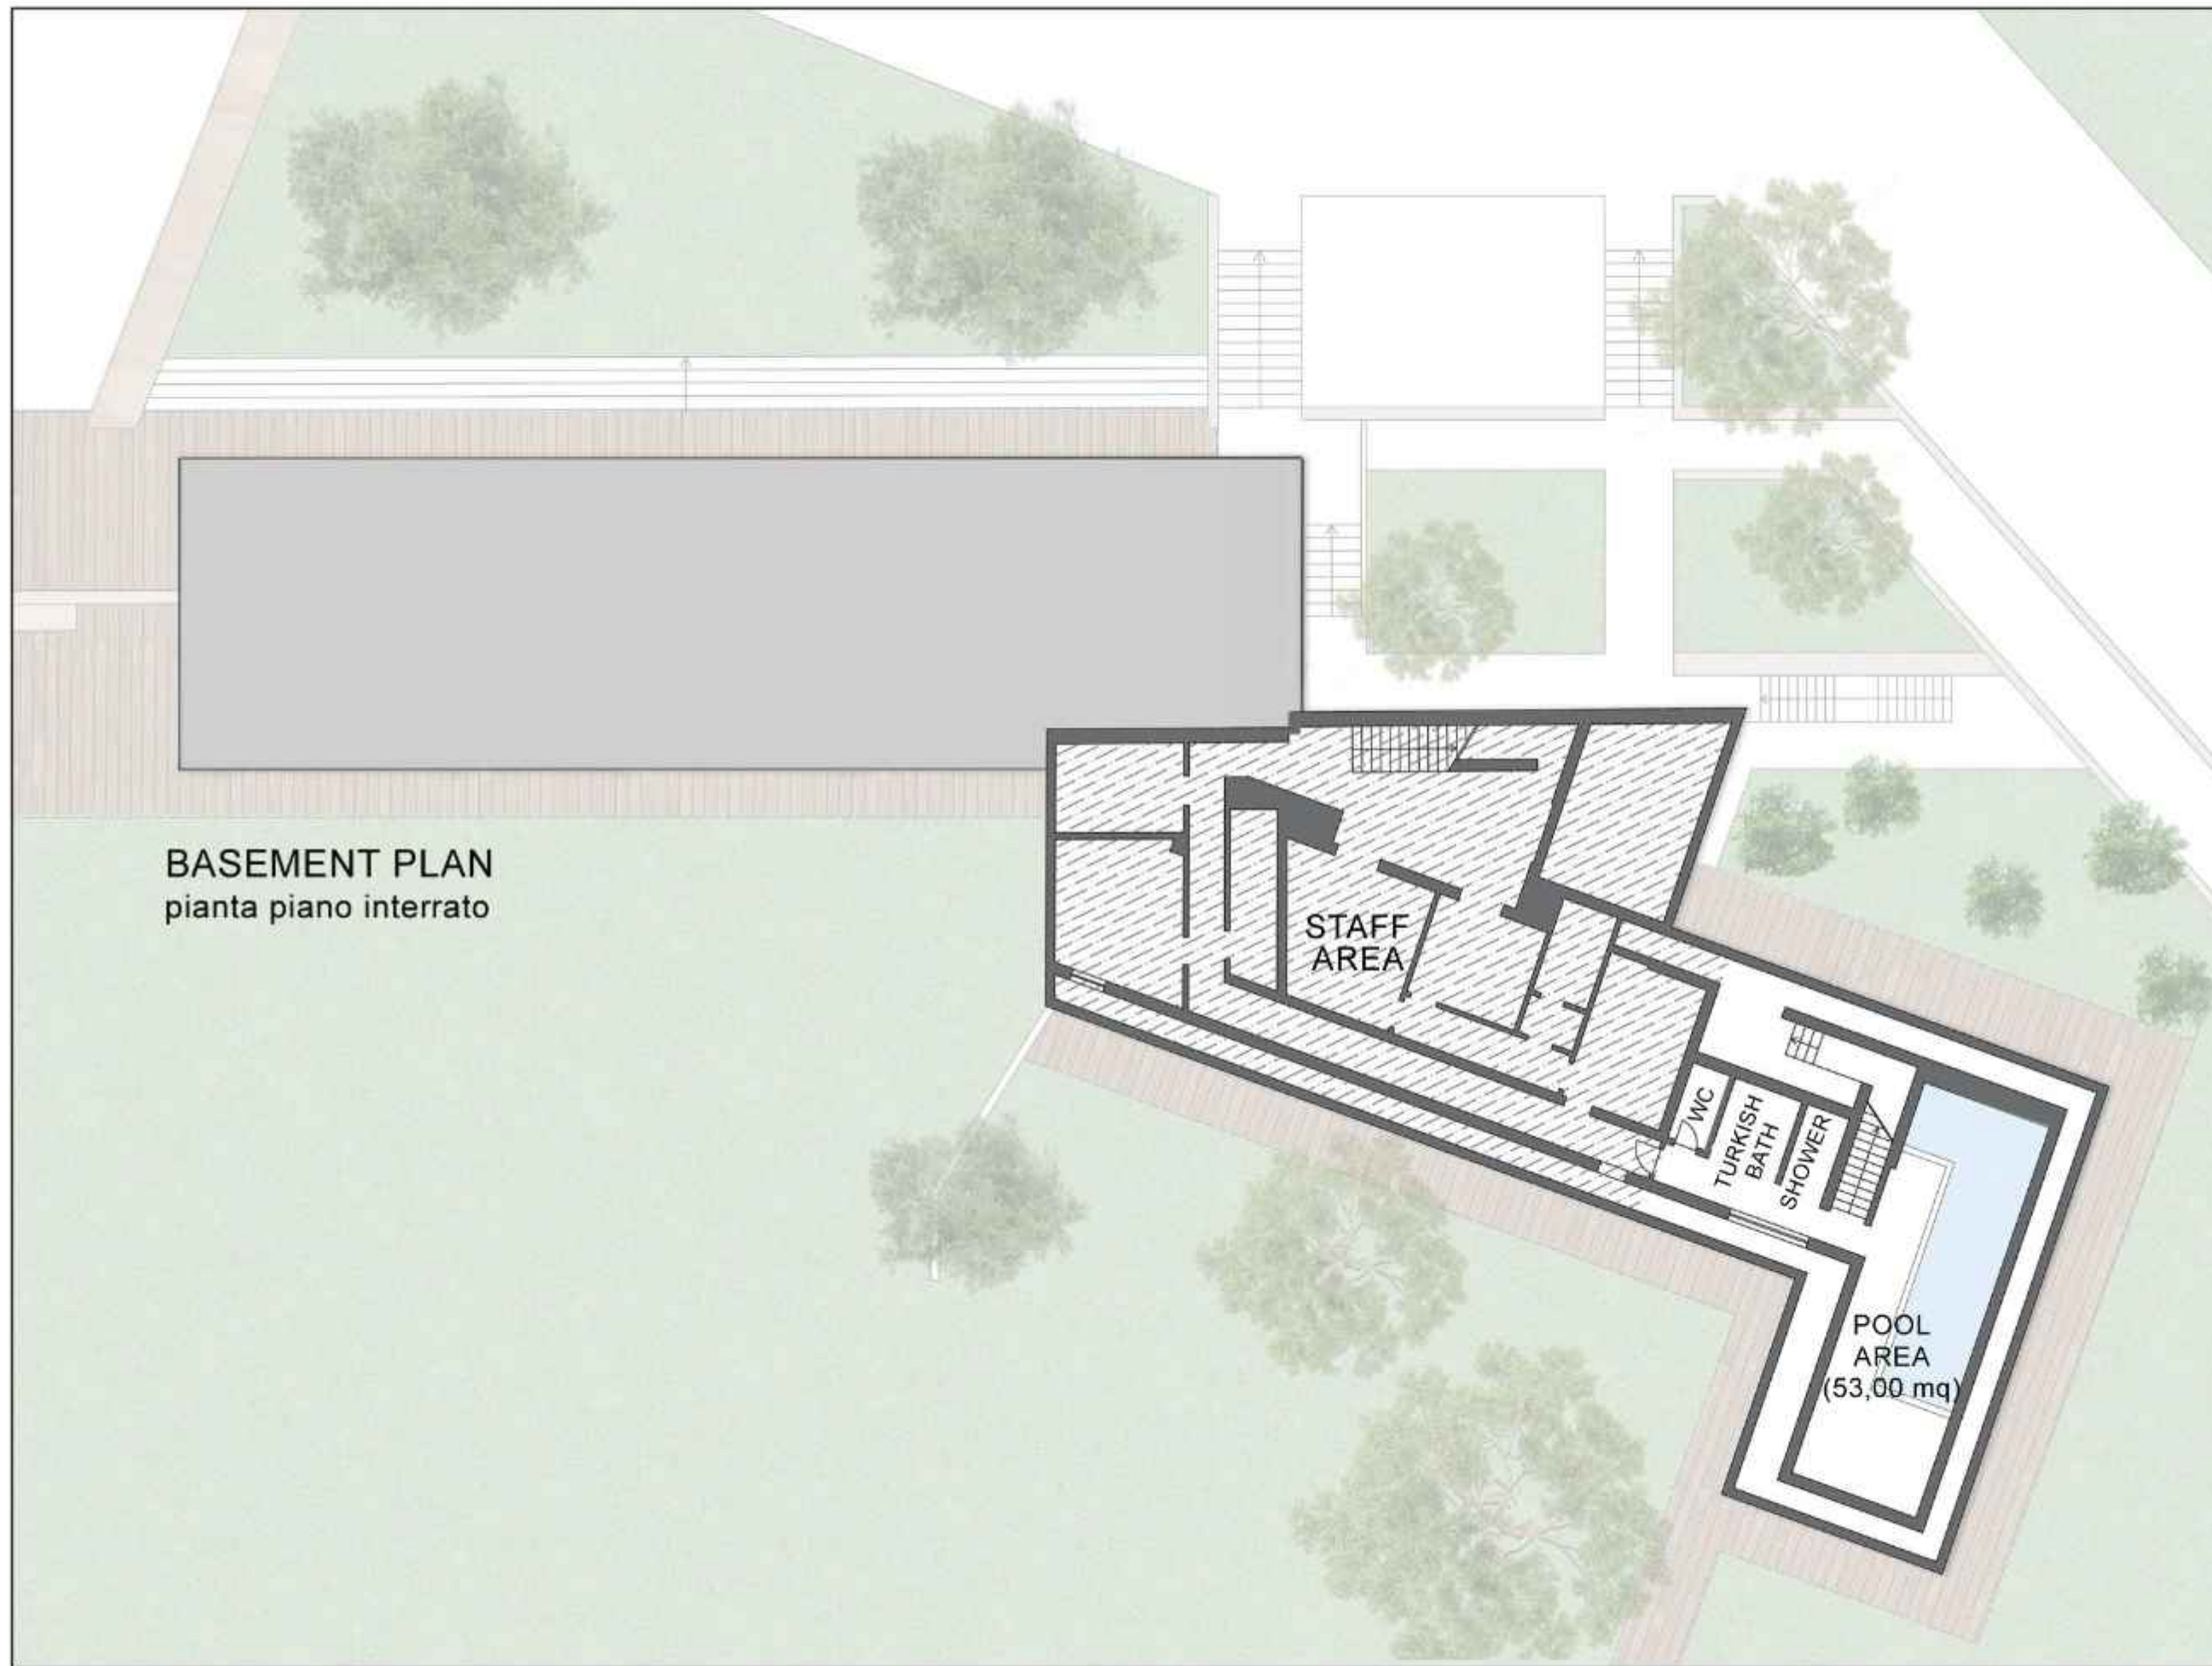 BASEMENT PLAN
pianta piano interrato
STAFF
AREA
WC
TURKISH
BATH
SHOWER
POOL
AREA
(53,00 mq)